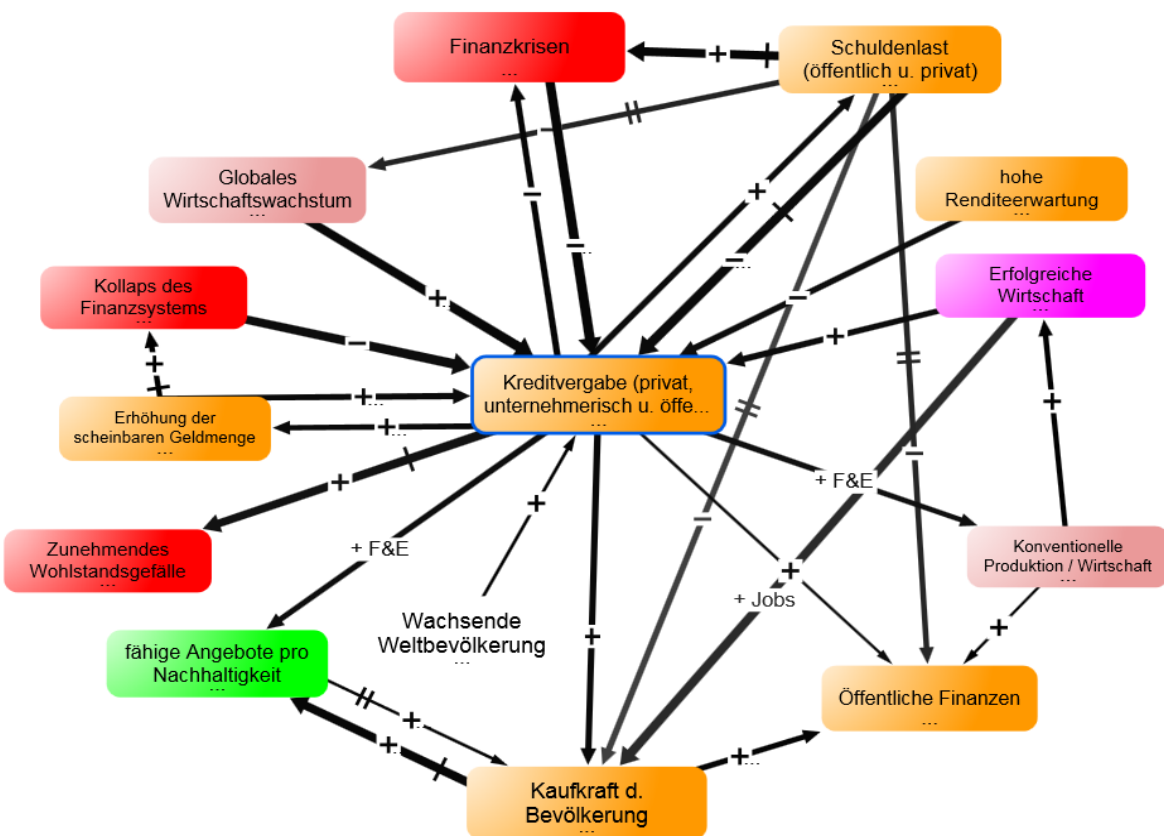 Finanzkrisen
...
Schuldenlast
(öffentlich u. privat)
...
+
+
Globales
Wirtschaftswachstum
...
hohe
Renditeerwartung
...
Kollaps des
Finanzsystems
...
Erfolgreiche
Wirtschaft
...
–
–
–
–...
–...
–
+...
–
+
+
+...
+...
Kreditvergabe (privat,
unternehmerisch u. öffe...
...
+
Erhöhung der
scheinbaren Geldmenge
...
–
+
+ F&E
+
–
+ F&E
Zunehmendes
Wohlstandsgefälle
...
Konventionelle
Produktion / Wirtschaft
...
Wachsende
Weltbevölkerung
...
+
+ Jobs
+
+
fähige Angebote pro
Nachhaltigkeit
...
Öffentliche Finanzen
...
+...
+...
+...
Kaufkraft d.
Bevölkerung
...